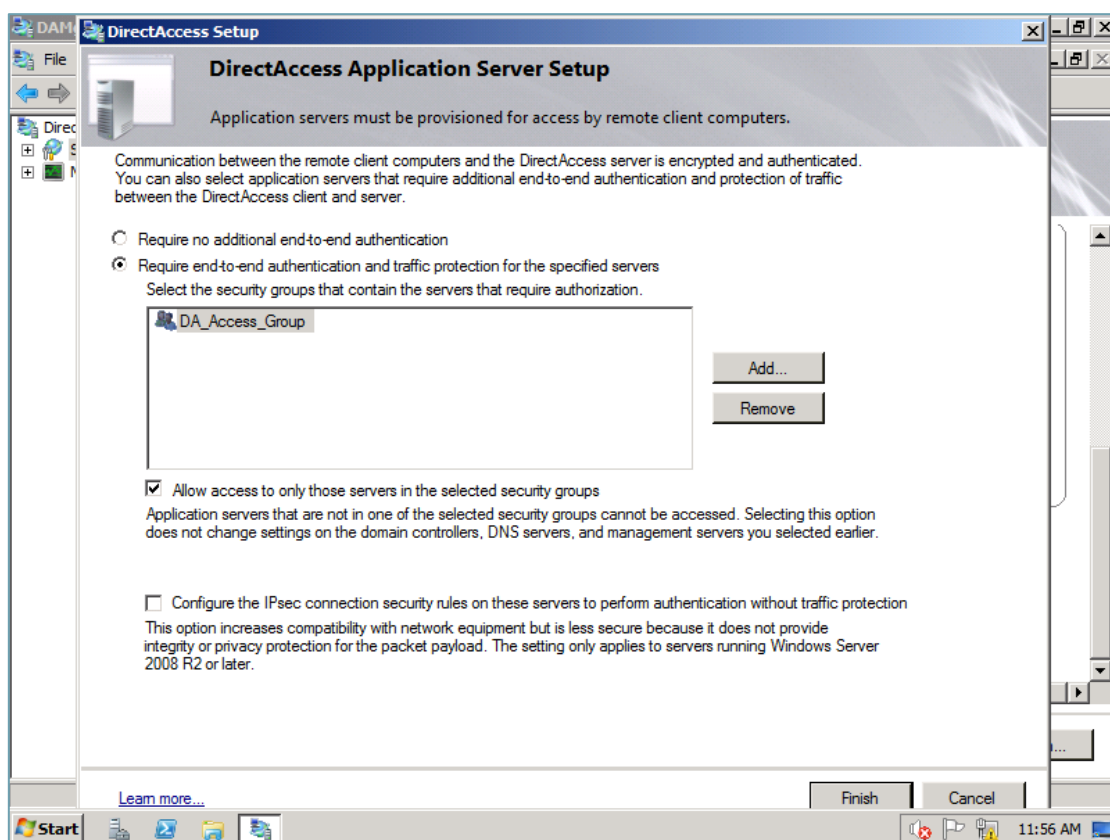 DAM
DirectAccess Setup
File
DirectAccess Application Server Setup
Application servers must be provisioned for access by remote client computers.
Direc
S
N
Communication between the remote client computers and the DirectAccess server is encrypted and authenticated.
You can also select application servers that require additional end-to-end authentication and protection of traffic
between the DirectAccess client and server.
Require no additional end-to-end authentication
Require end-to-end authentication and traffic protection for the specified servers
Select the security groups that contain the servers that require authorization.
DA_Access_Group
Add...
Remove
Allow access to only those servers in the selected security groups
Application servers that are not in one of the selected security groups cannot be accessed. Selecting this option
does not change settings on the domain controllers, DNS servers, and management servers you selected earlier.
Configure the IPsec connection security rules on these servers to perform authentication without traffic protection
This option increases compatibility with network equipment but is less secure because it does not provide
integrity or privacy protection for the packet payload. The setting only applies to servers running Windows Server
2008 R2 or later.
...
Learn more...
Finish
Cancel
Start
11:56 AM